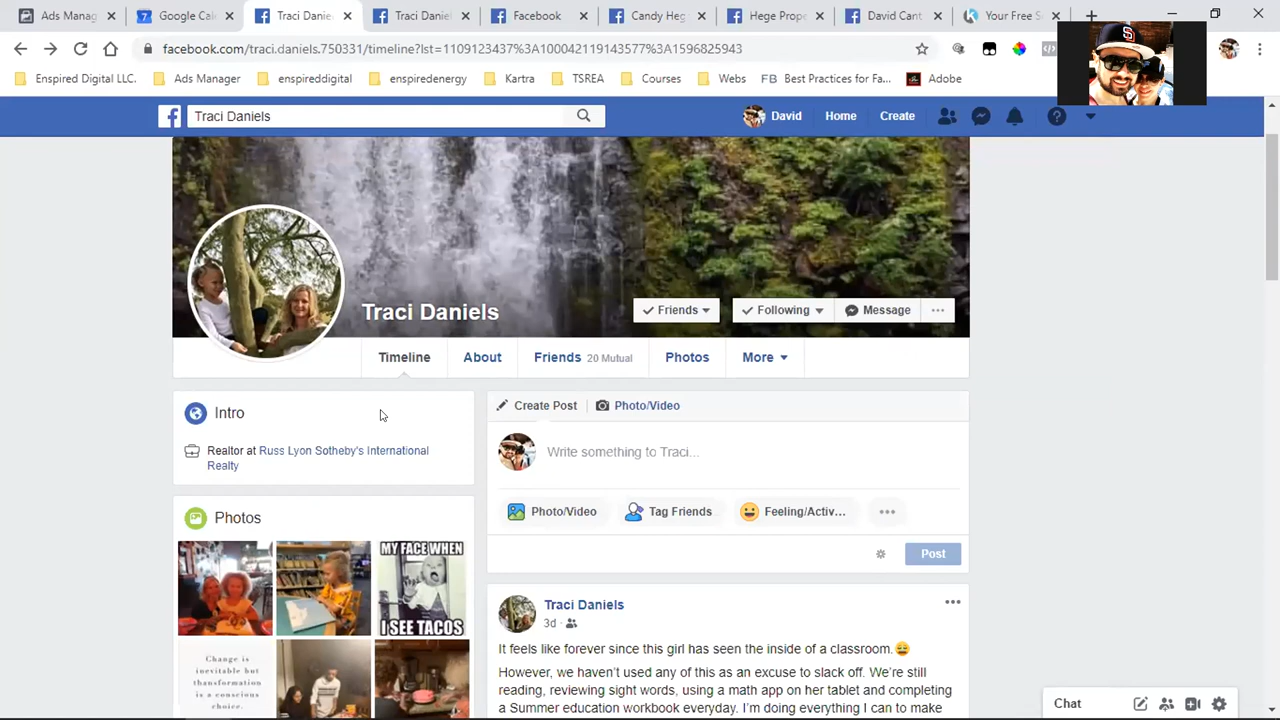 Ads Manag
Google Cal
Traci Danie
Traci Daniel
Facebook
Candy Heg
Hege Prope
David Cant
Your Free S
facebook.com/traci.daniels.750331/timeline?lst=1109123437%3A100042119143577%3A1593622943
Enspired Digital LLC.
Ads Manager
enspireddigital
Kartra
TSREA
Courses
Webs
FB Best Practices for Fa...
Adobe
Traci Daniels
David
Home
Create
Traci Daniels
Friends
Following
Message
Timeline
About
Friends 20 Mutual
Photos
More
Intro
Realtor at Russ Lyon Sotheby's International
Realty
Photos
MY FACE WHEN
I SEE TACOS
Change is
inevitable but
transformation
is a conscious
choice.
Create Post
Photo/Video
Write something to Traci...
Photo/Video
Tag Friends
Feeling/Activ...
Post
Traci Daniels
3d
It feels like forever since this girl has seen the inside of a classroom.
However, we haven't used my on this as an excuse to slack off. We're still
reading, reviewing sight words, using a math app on her tablet and completing
a Summer education workbook everyday. I'm doing everything I can to make
Chat